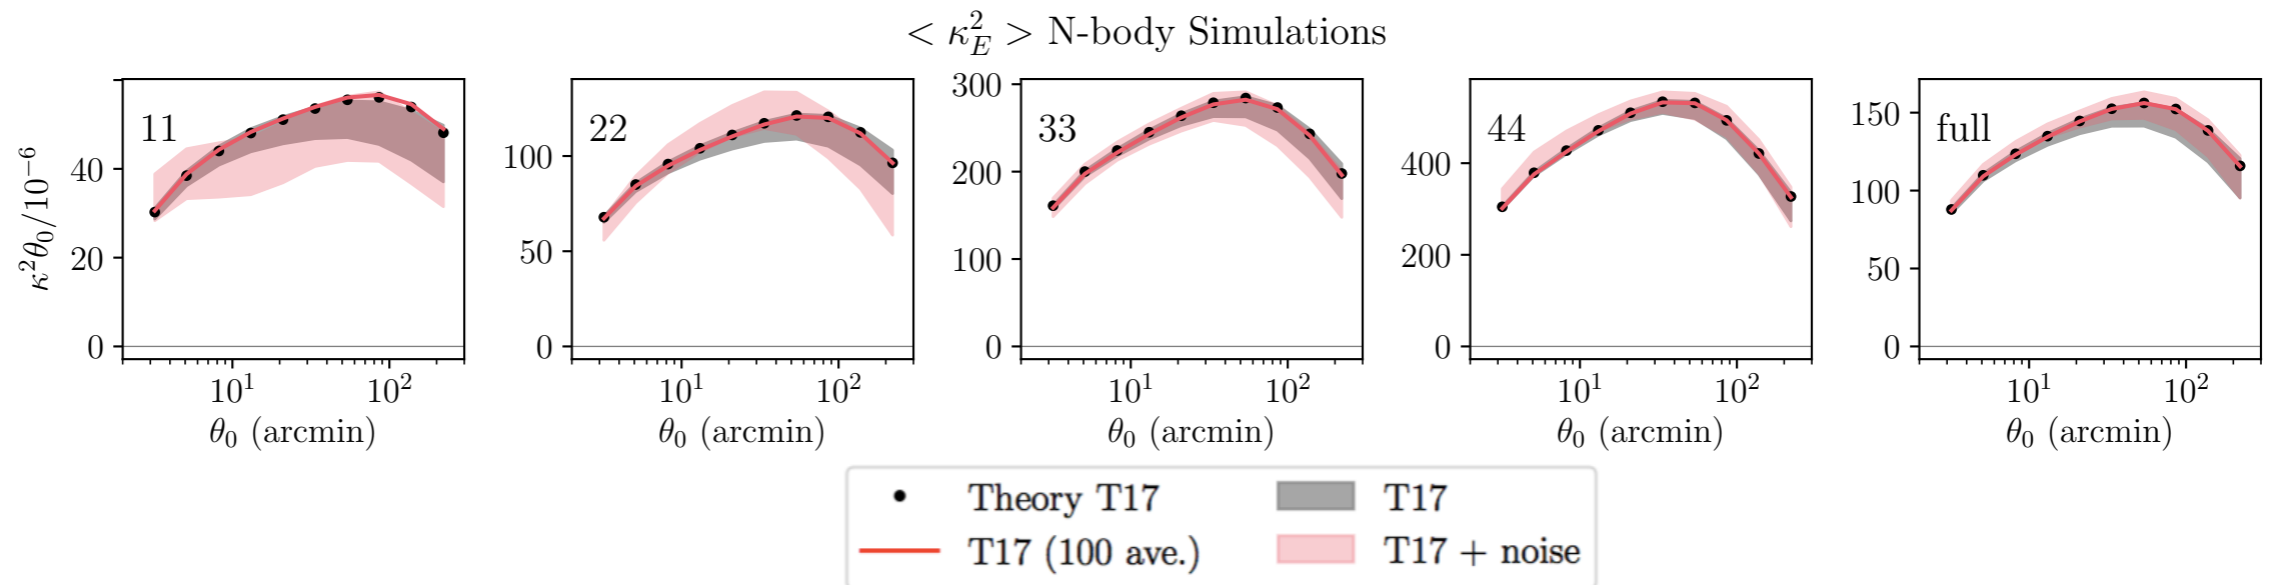 < κ_E^2 > N-body Simulations
κ^2θ_0/10^{-6}
11
40
20
0
10^1
10^2
θ_0 (arcmin)
22
100
50
0
10^1
10^2
θ_0 (arcmin)
33
300
200
100
0
10^1
10^2
θ_0 (arcmin)
44
400
200
0
10^1
10^2
θ_0 (arcmin)
full
150
100
50
0
10^1
10^2
θ_0 (arcmin)
Theory T17
T17
T17 (100 ave.)
T17 + noise